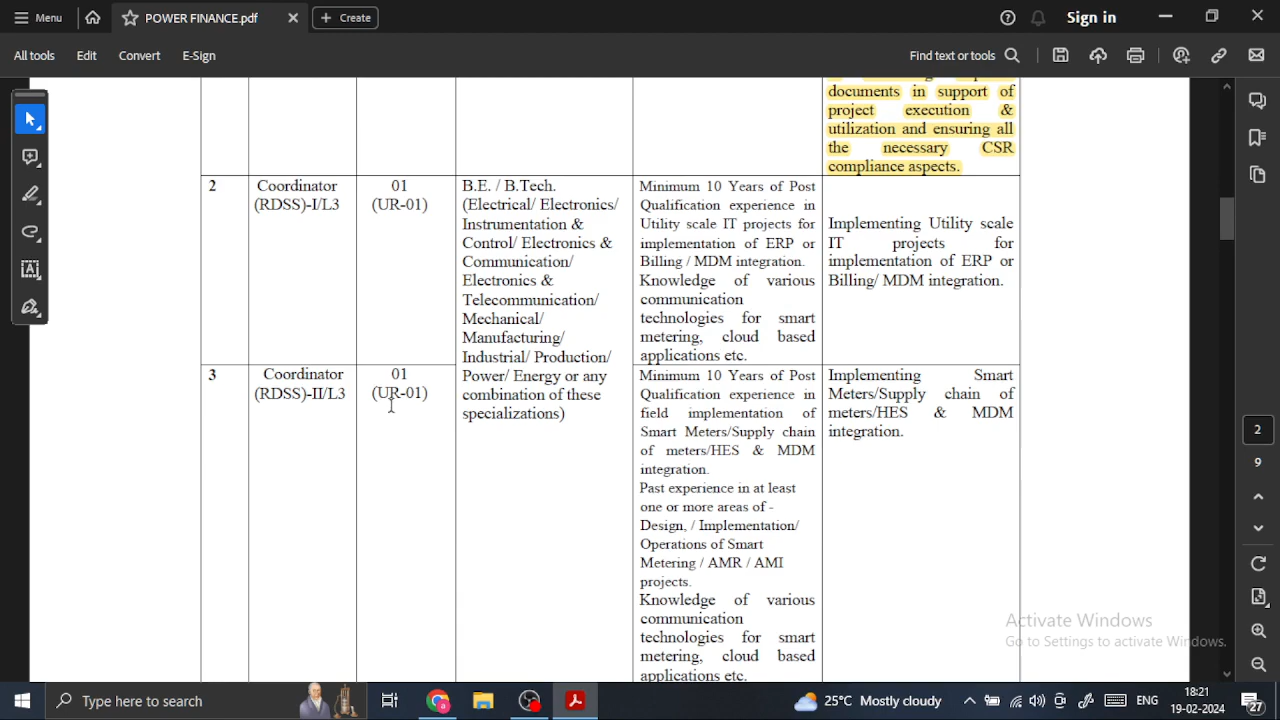 Menu
POWER FINANCE.pdf
Create
Sign in
All tools
Edit
Convert
E-Sign
Find text or tools
documents in support of
project execution &
utilization and ensuring all
the necessary CSR
compliance aspects.
2
Coordinator
(RDSS)-I/L3
01
(UR-01)
B.E. / B.Tech.
(Electrical/ Electronics/
Instrumentation &
Control/ Electronics &
Communication/
Electronics &
Telecommunication/
Mechanical/
Manufacturing/
Industrial/ Production/
Power/ Energy or any
combination of these
specializations)
Minimum 10 Years of Post
Qualification experience in
Utility scale IT projects for
implementation of ERP or
Billing / MDM integration.
Knowledge of various
communication
technologies for smart
metering, cloud based
applications etc.
Implementing Utility scale
IT projects for
implementation of ERP or
Billing/ MDM integration.
3
Coordinator
(RDSS)-II/L3
01
(UR-01)
Minimum 10 Years of Post
Qualification experience in
field implementation of
Smart Meters/Supply chain
of meters/HES & MDM
integration.
Past experience in at least
one or more areas of -
Design, / Implementation/
Operations of Smart
Metering / AMR / AMI
projects.
Knowledge of various
communication
technologies for smart
metering, cloud based
applications etc.
Implementing Smart
Meters/Supply chain of
meters/HES & MDM
integration.
2
9
Activate Windows
Go to Settings to activate Windows.
Type here to search
25°C Mostly cloudy
ENG
18:21
19-02-2024
27